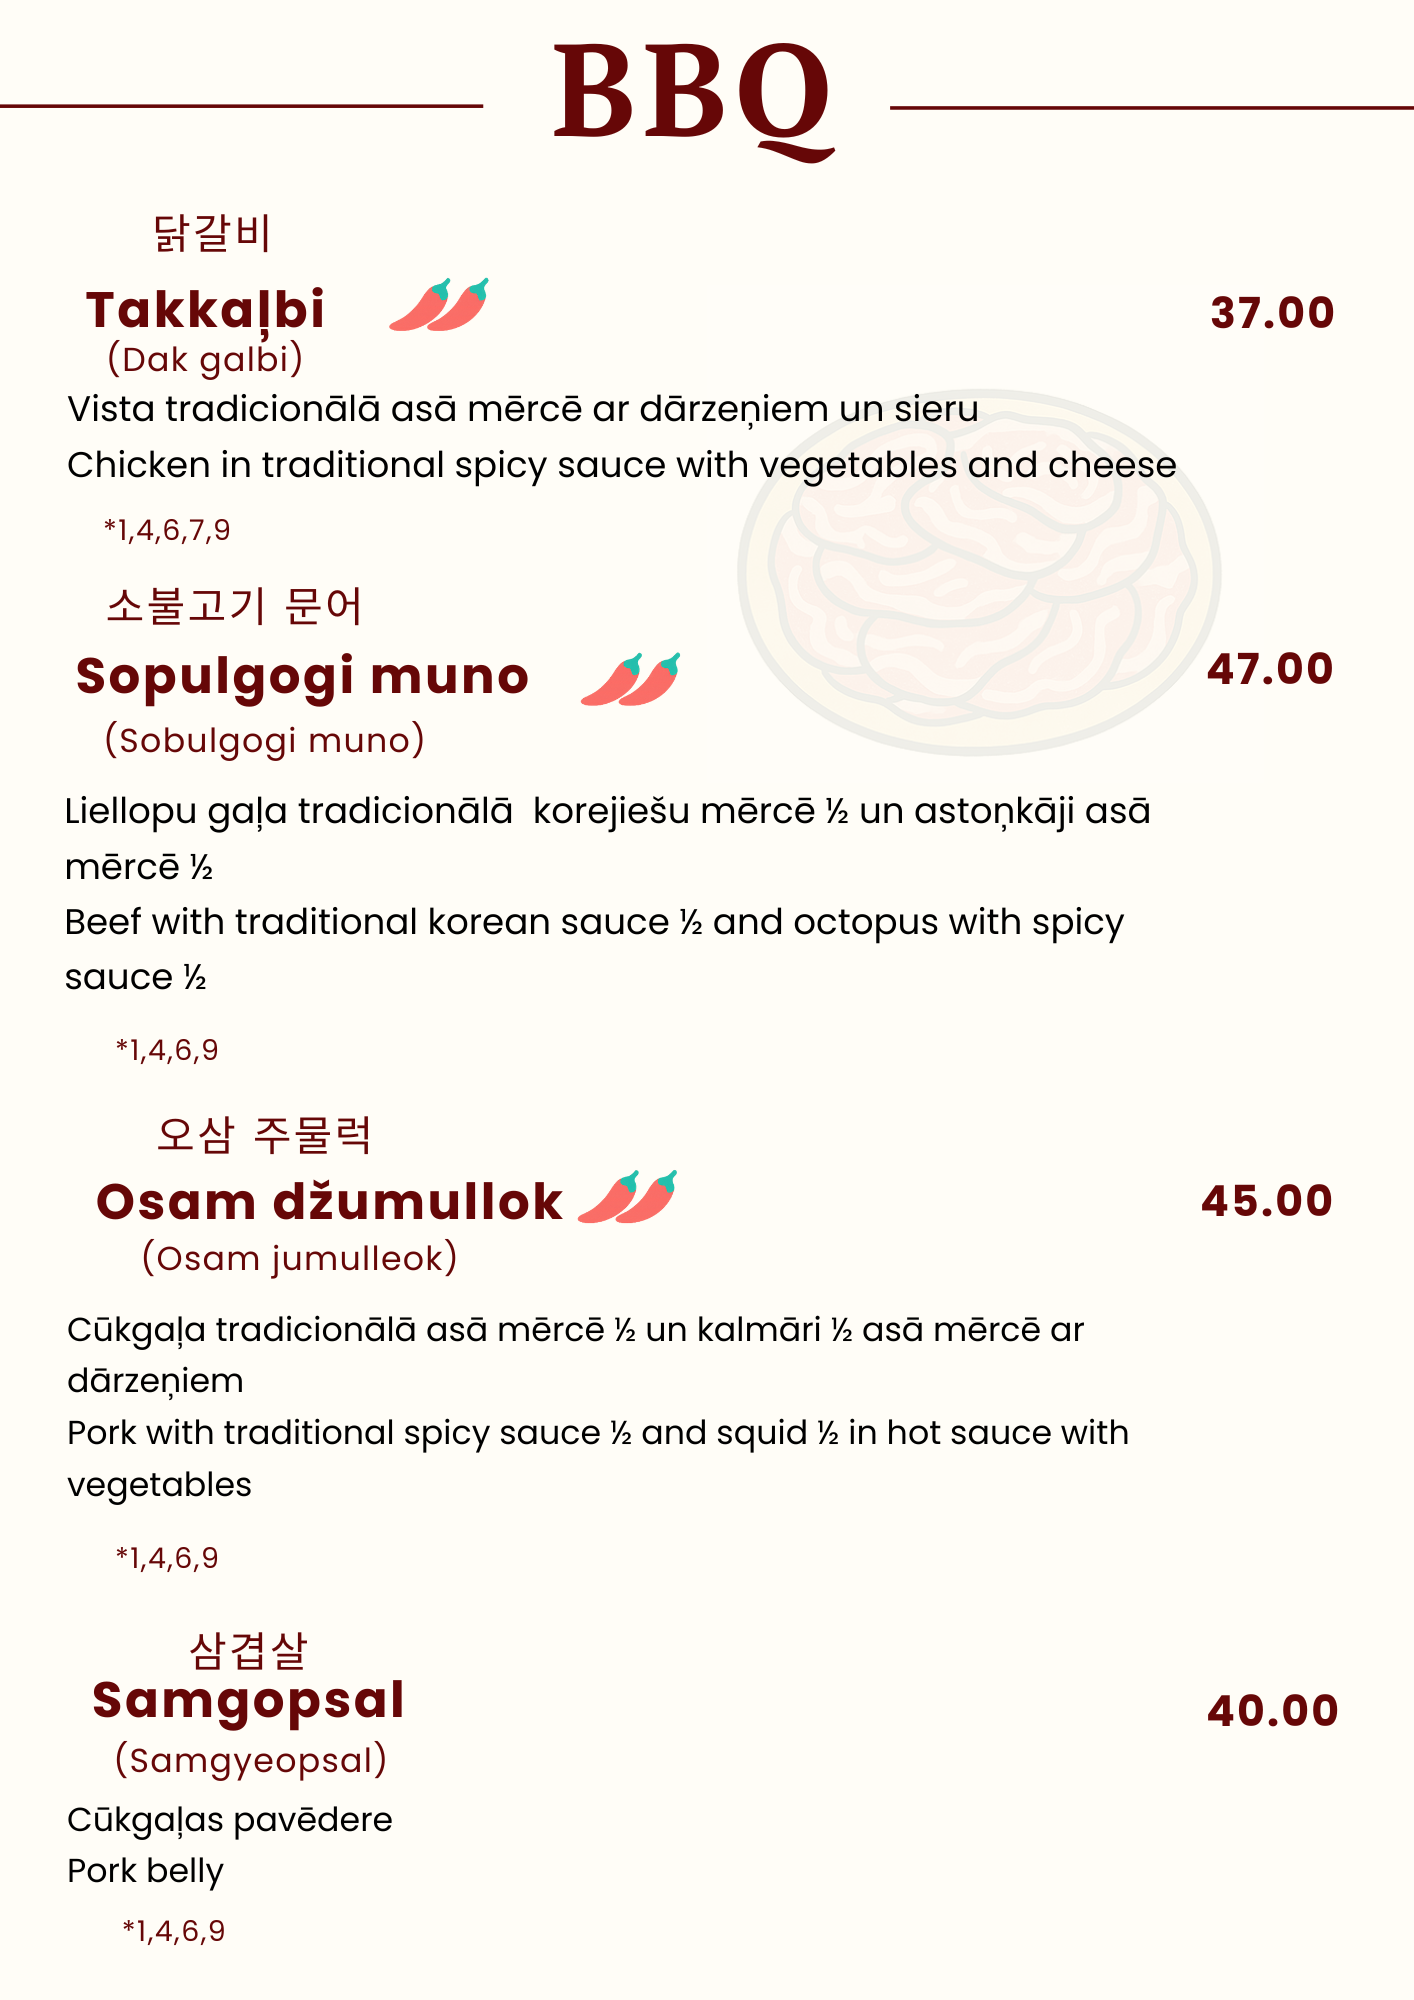 BBQ
닭갈비
Takkaļbi
37.00
(Dak galbi)
Vista tradicionālā asā mērcē ar dārzeņiem un sieru
Chicken in traditional spicy sauce with vegetables and cheese
*1,4,6,7,9
소불고기 문어
Sopulgogi muno
47.00
(Sobulgogi muno)
Liellopu gaļa tradicionālā  korejiešu mērcē ½ un astoņkāji asā
mērcē ½
Beef with traditional korean sauce ½ and octopus with spicy
sauce ½
*1,4,6,9
오삼 주물럭
Osam džumullok
45.00
(Osam jumulleok)
Cūkgaļa tradicionālā asā mērcē ½ un kalmāri ½ asā mērcē ar
dārzeņiem
Pork with traditional spicy sauce ½ and squid ½ in hot sauce with
vegetables
*1,4,6,9
삼겹살
Samgopsal
40.00
(Samgyeopsal)
Cūkgaļas pavēdere
Pork belly
*1,4,6,9